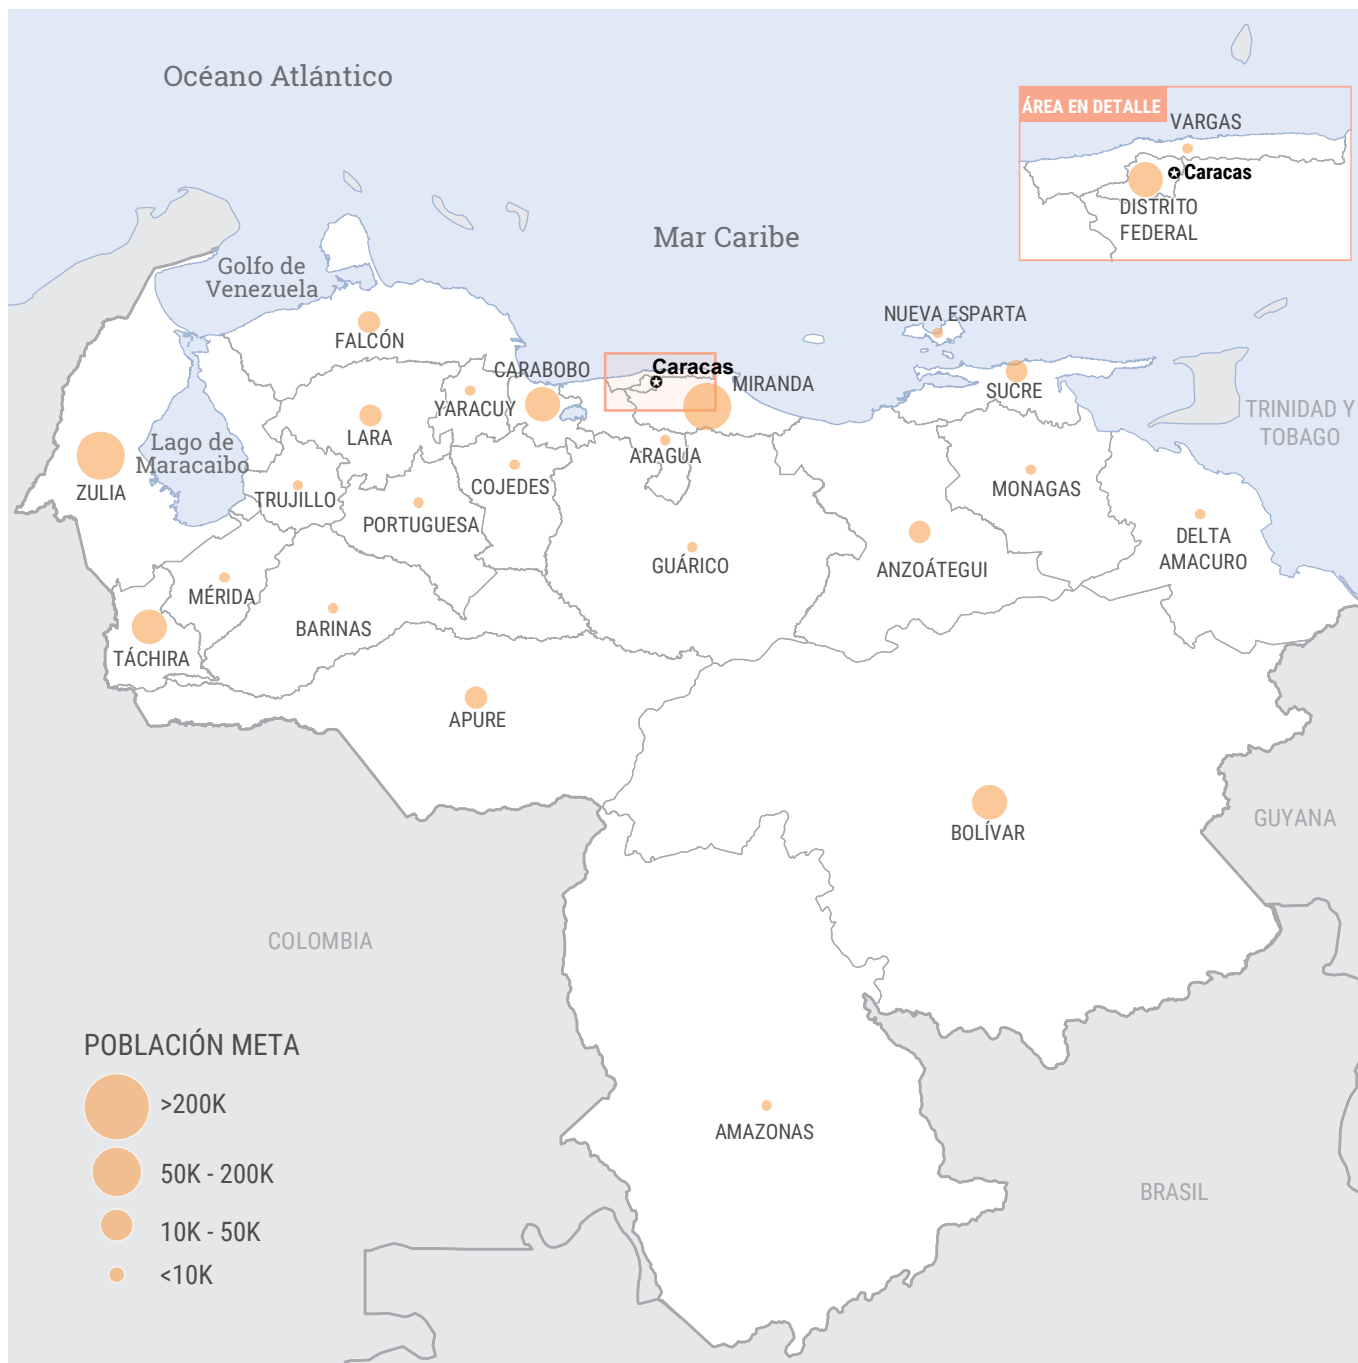 Océano Atlántico
ÁREA EN DETALLE
VARGAS
Caracas
DISTRITO
FEDERAL
Mar Caribe
Golfo de
Venezuela
NUEVA ESPARTA
FALCÓN
CARABOBO
Caracas
MIRANDA
SUCRE
YARACUY
TRINIDAD Y
TOBAGO
LARA
Lago de
Maracaibo
ARAGUA
ZULIA
TRUJILLO
COJEDES
MONAGAS
PORTUGUESA
DELTA
AMACURO
GUÁRICO
ANZOÁTEGUI
MÉRIDA
BARINAS
TÁCHIRA
APURE
BOLÍVAR
GUYANA
COLOMBIA
POBLACIÓN META
>200K
50K - 200K
10K - 50K
<10K
AMAZONAS
BRASIL